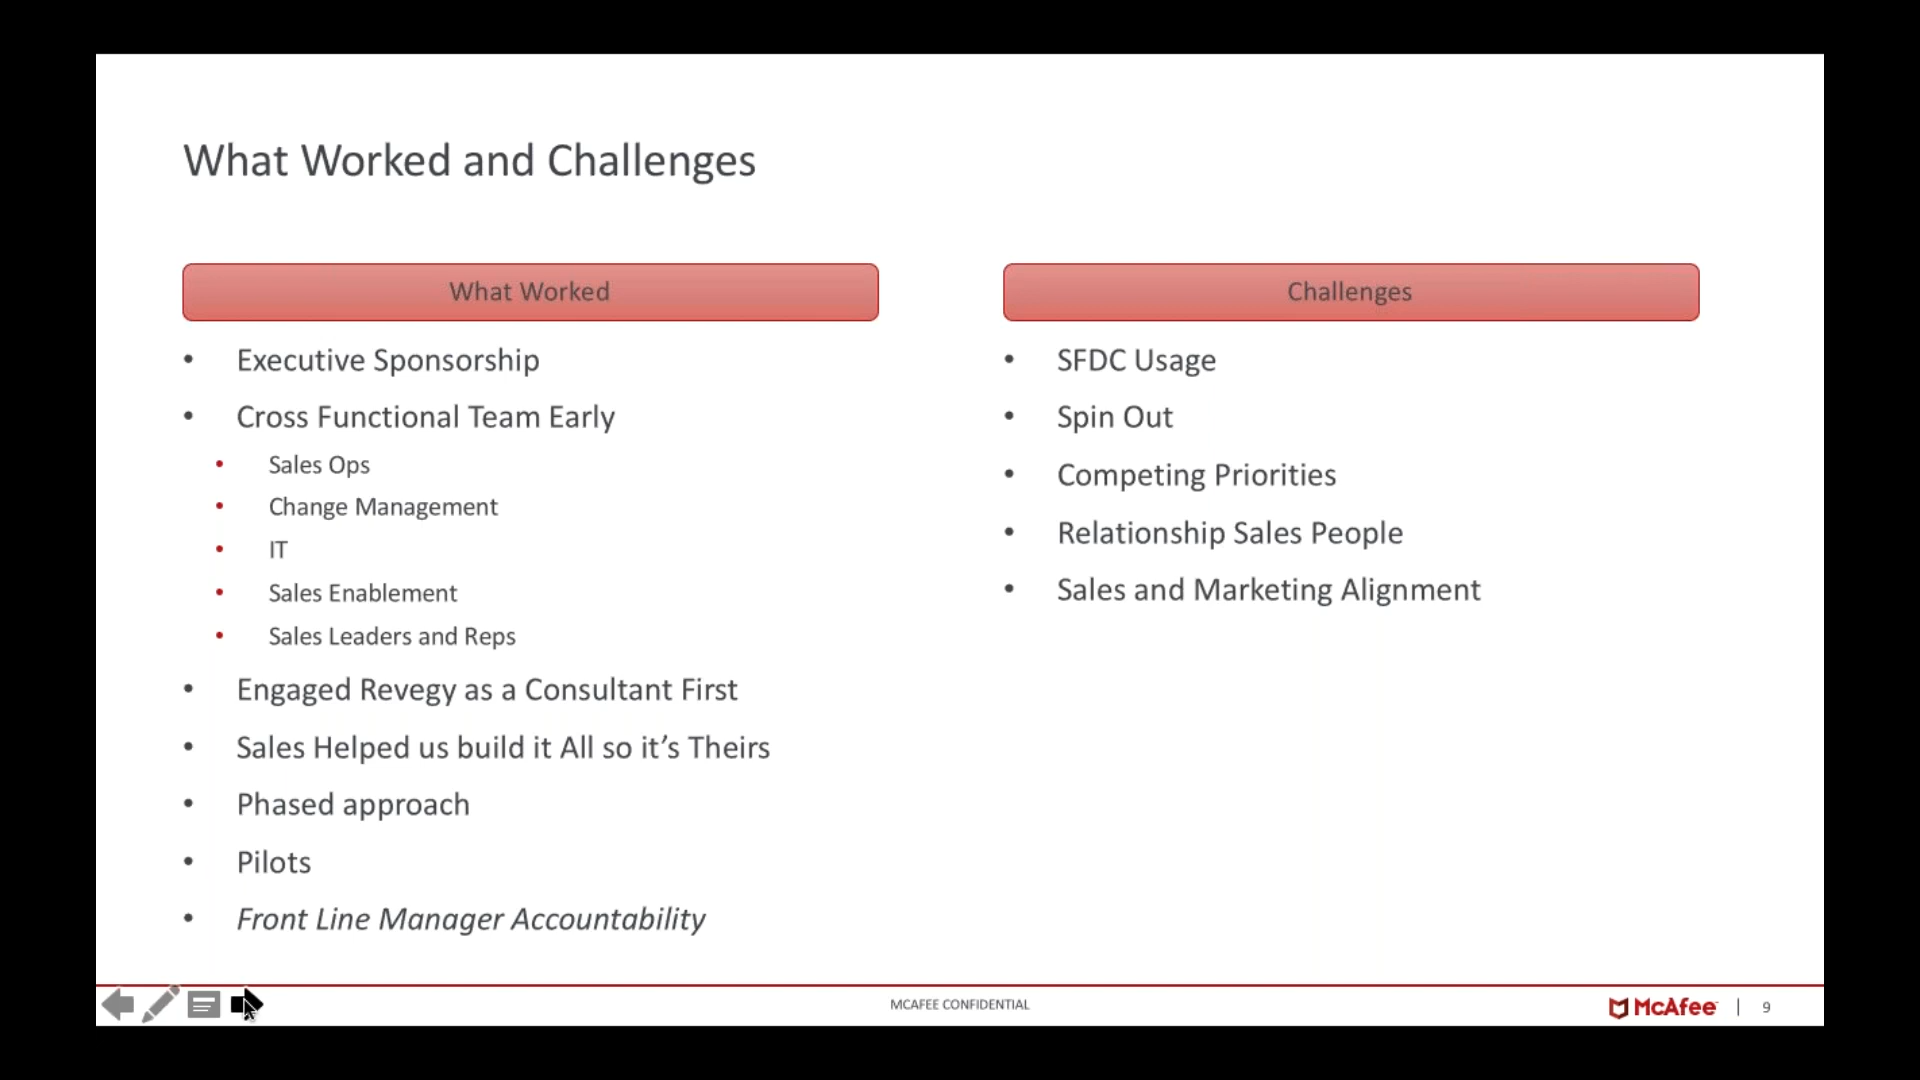 What Worked and Challenges
What Worked
• Executive Sponsorship
• Cross Functional Team Early
• Sales Ops
• Change Management
• IT
• Sales Enablement
• Sales Leaders and Reps
• Engaged Revegy as a Consultant First
• Sales Helped us build it All so it’s Theirs
• Phased approach
• Pilots
• Front Line Manager Accountability
Challenges
• SFDC Usage
• Spin Out
• Competing Priorities
• Relationship Sales People
• Sales and Marketing Alignment
MCAFEE CONFIDENTIAL
McAfee | 9